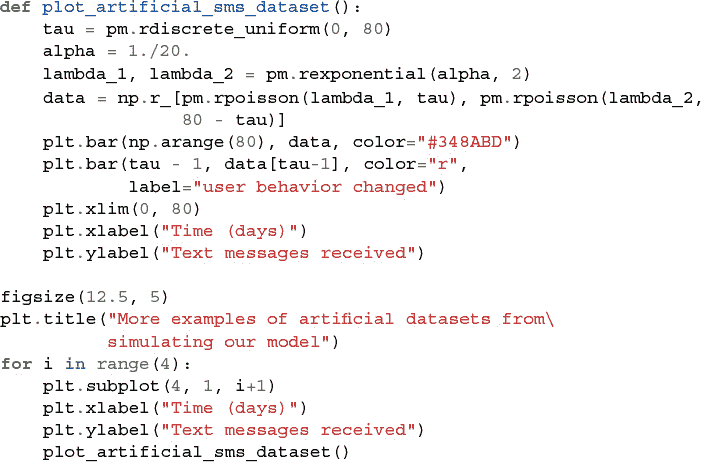 def plot_artificial_sms_dataset():
    tau = pm.rdiscrete_uniform(0, 80)
    alpha = 1./20.
    lambda_1, lambda_2 = pm.rexponential(alpha, 2)
    data = np.r_[pm.rpoisson(lambda_1, tau), pm.rpoisson(lambda_2,
                 80 - tau)]
    plt.bar(np.arange(80), data, color="#348ABD")
    plt.bar(tau - 1, data[tau-1], color="r",
            label="user behavior changed")
    plt.xlim(0, 80)
    plt.xlabel("Time (days)")
    plt.ylabel("Text messages received")

figsize(12.5, 5)
plt.title("More examples of artificial datasets from\
          simulating our model")
for i in range(4):
    plt.subplot(4, 1, i+1)
    plt.xlabel("Time (days)")
    plt.ylabel("Text messages received")
    plot_artificial_sms_dataset()